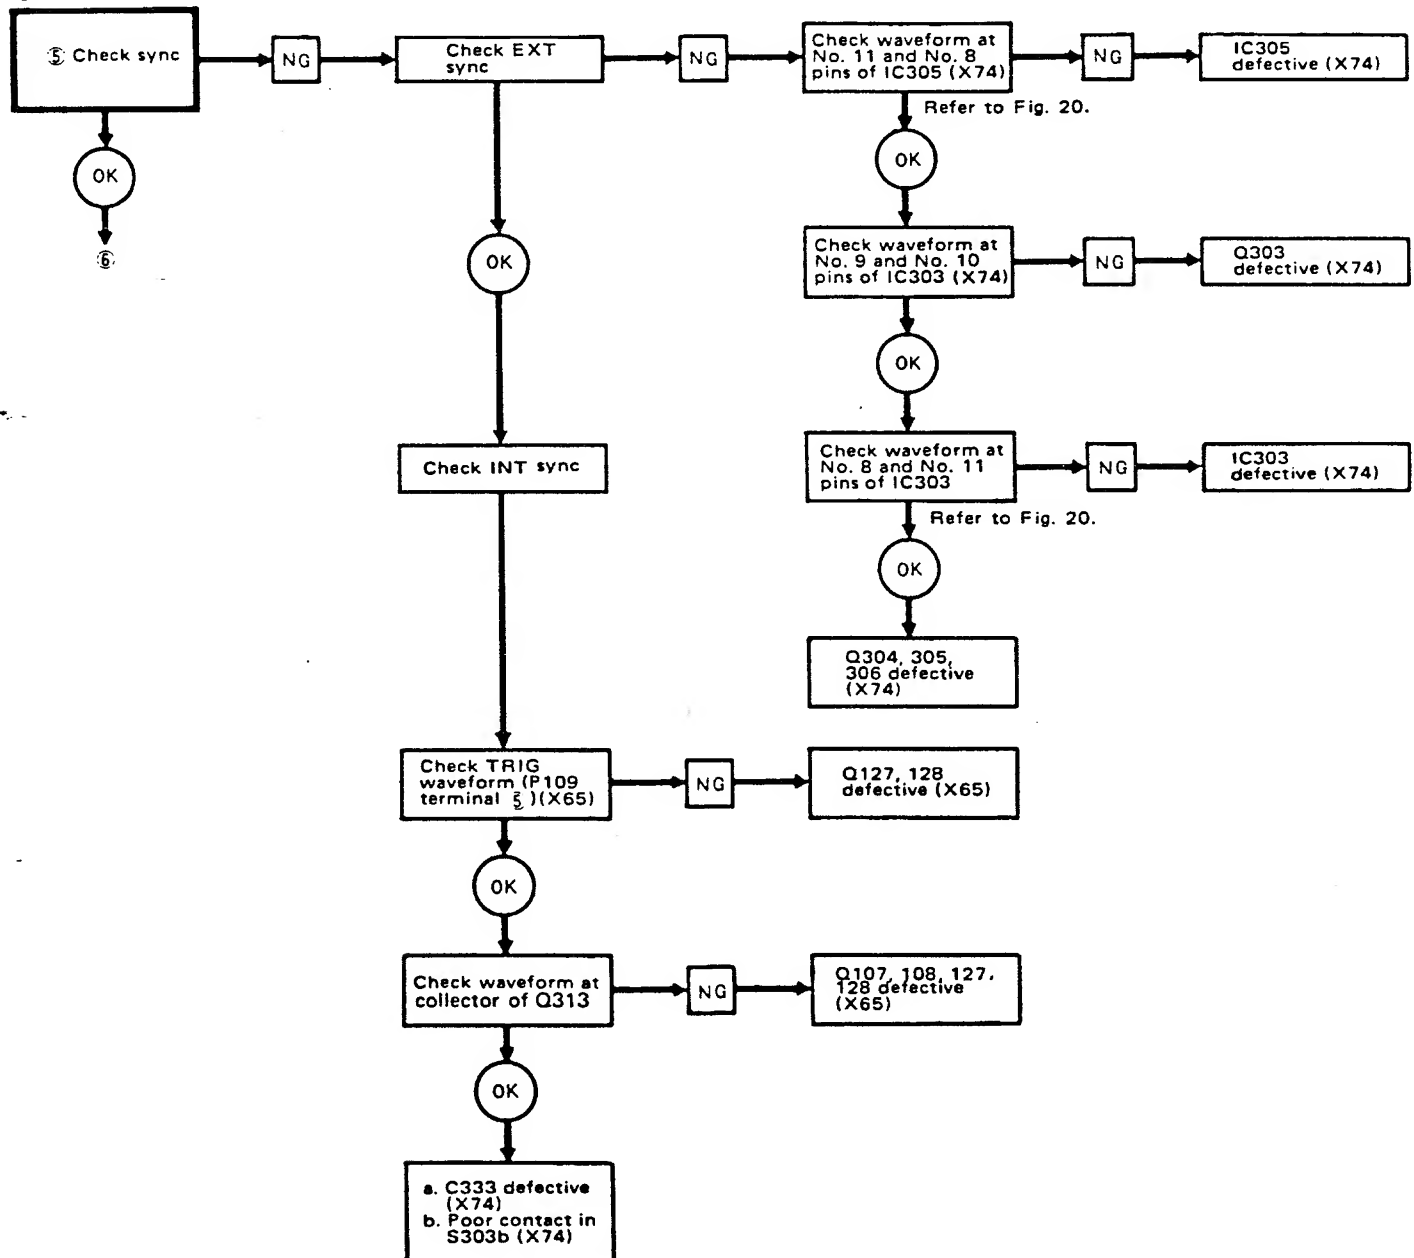 ⑤ Check sync
NG
Check EXT
sync
NG
Check waveform at
No. 11 and No. 8
pins of IC305 (X74)
NG
IC305
defective (X74)
Refer to Fig. 20.
OK
⑥
OK
Check waveform at
No. 9 and No. 10
pins of IC303 (X74)
NG
Q303
defective (X74)
OK
OK
Check INT sync
Check waveform at
No. 8 and No. 11
pins of IC303
NG
IC303
defective (X74)
Refer to Fig. 20.
OK
Q304, 305,
306 defective
(X74)
Check TRIG
waveform (P109
terminal 5)(X65)
NG
Q127, 128
defective (X65)
OK
Check waveform at
collector of Q313
NG
Q107, 108, 127,
128 defective
(X65)
OK
a. C333 defective
(X74)
b. Poor contact in
S303b (X74)